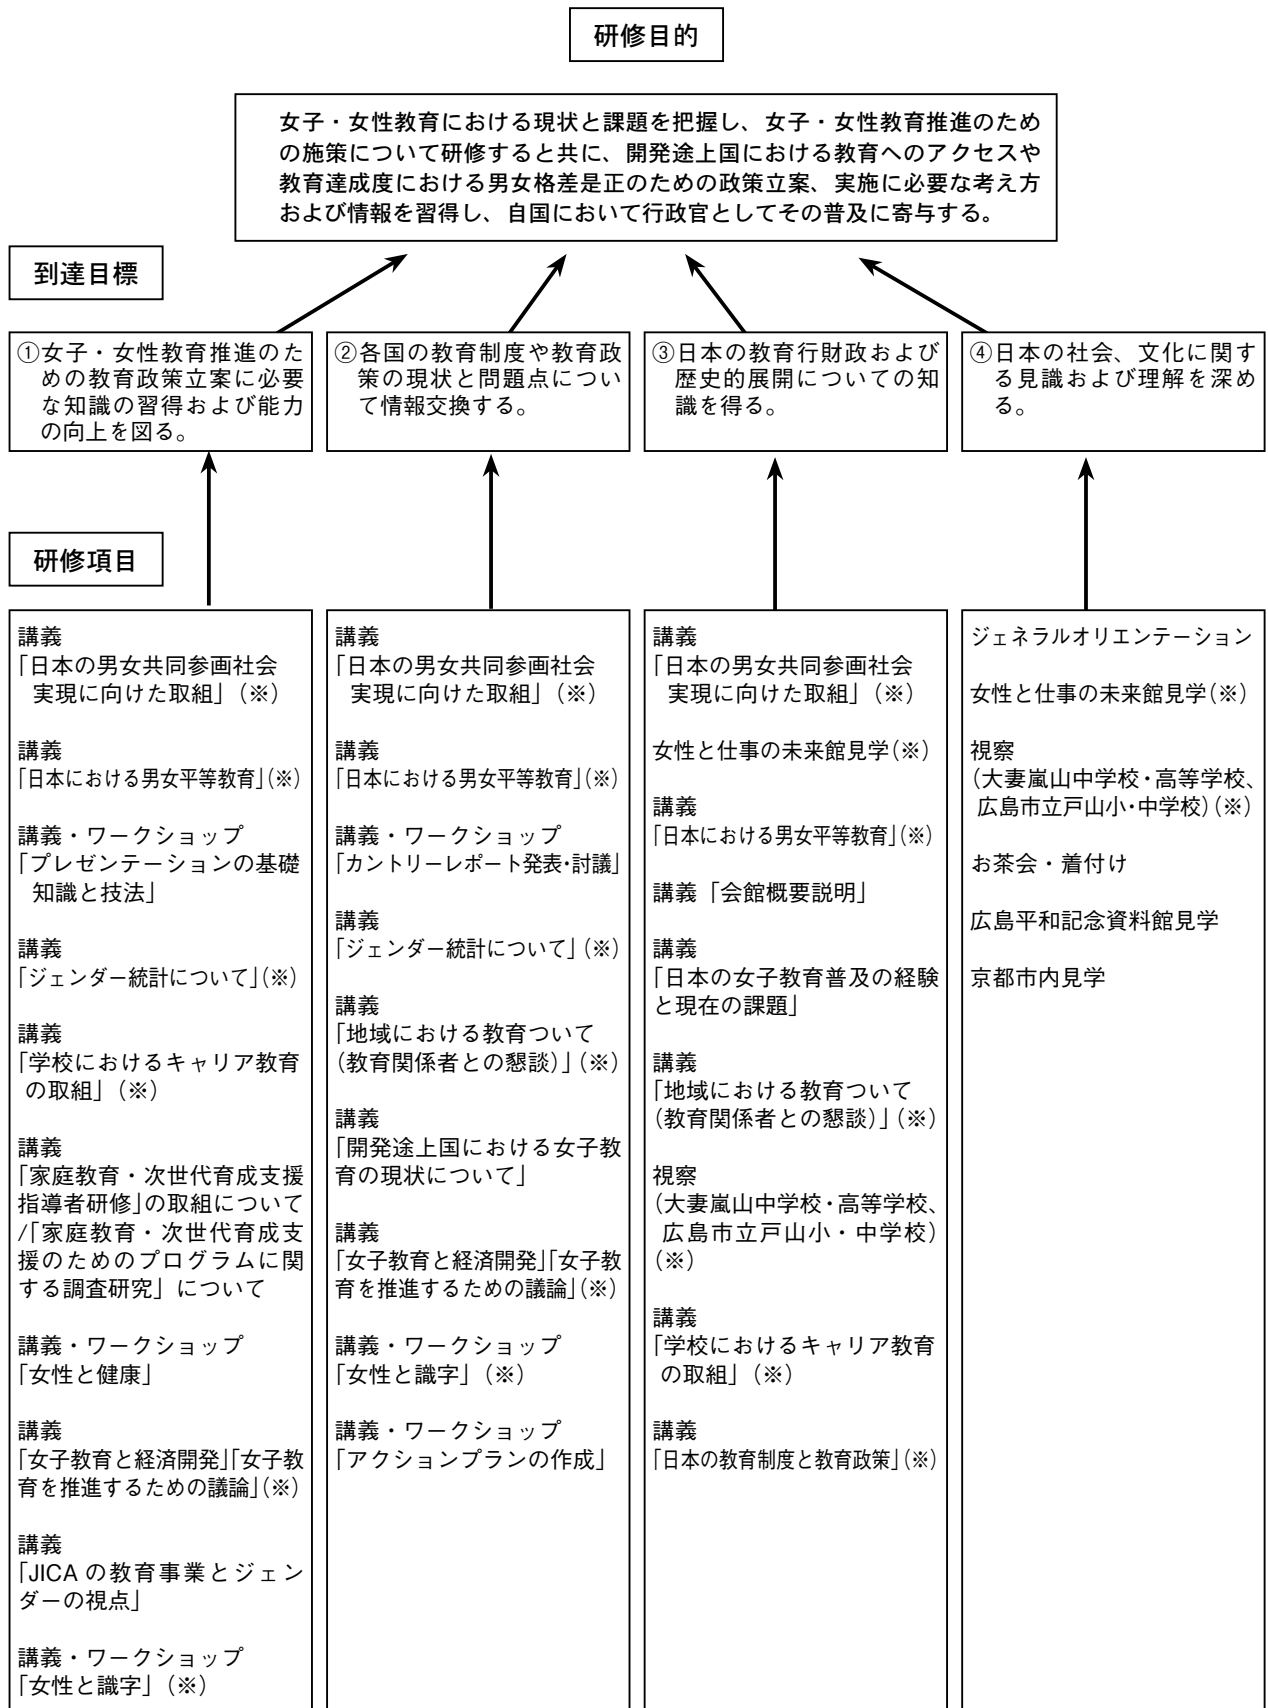 研修目的
女子・女性教育における現状と課題を把握し、女子・女性教育推進のため
の施策について研修すると共に、開発途上国における教育へのアクセスや
教育達成度における男女格差是正のための政策立案、実施に必要な考え方
および情報を習得し、自国において行政官としてその普及に寄与する。
到達目標
①女子・女性教育推進のた
めの教育政策立案に必要
な知識の習得および能力
の向上を図る。
②各国の教育制度や教育政
策の現状と問題点につい
て情報交換する。
③日本の教育行財政および
歴史的展開についての知
識を得る。
④日本の社会、文化に関す
る見識および理解を深め
る。
研修項目
講義
「日本の男女共同参画社会
実現に向けた取組」(※)
講義
「日本における男女平等教育」(※)
講義・ワークショップ
「プレゼンテーションの基礎
知識と技法」
講義
「ジェンダー統計について」(※)
講義
「学校におけるキャリア教育
の取組」(※)
講義
「家庭教育・次世代育成支援
指導者研修」の取組について
/「家庭教育・次世代育成支
援のためのプログラムに関
する調査研究」について
講義・ワークショップ
「女性と健康」
講義
「女子教育と経済開発」「女子教
育を推進するための議論」(※)
講義
「JICA の教育事業とジェン
ダーの視点」
講義・ワークショップ
「女性と識字」(※)
講義
「日本の男女共同参画社会
実現に向けた取組」(※)
講義
「日本における男女平等教育」(※)
講義・ワークショップ
「カントリーレポート発表・討議」
講義
「ジェンダー統計について」(※)
講義
「地域における教育ついて
(教育関係者との懇談)」(※)
講義
「開発途上国における女子教
育の現状について」
講義
「女子教育と経済開発」「女子教
育を推進するための議論」(※)
講義・ワークショップ
「女性と識字」(※)
講義・ワークショップ
「アクションプランの作成」
講義
「日本の男女共同参画社会
実現に向けた取組」(※)
女性と仕事の未来館見学(※)
講義
「日本における男女平等教育」(※)
講義「会館概要説明」
講義
「日本の女子教育普及の経験
と現在の課題」
講義
「地域における教育ついて
(教育関係者との懇談)」(※)
視察
(大妻嵐山中学校・高等学校、
広島市立戸山小・中学校)
(※)
講義
「学校におけるキャリア教育
の取組」(※)
講義
「日本の教育制度と教育政策」(※)
ジェネラルオリエンテーション
女性と仕事の未来館見学(※)
視察
(大妻嵐山中学校・高等学校、
広島市立戸山小・中学校)(※)
お茶会・着付け
広島平和記念資料館見学
京都市内見学